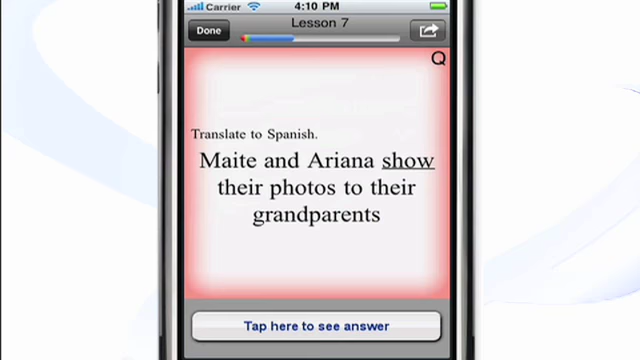 Carrier 4:10 PM
Done Lesson 7
Q
Translate to Spanish.
Maite and Ariana show
their photos to their
grandparents
Tap here to see answer